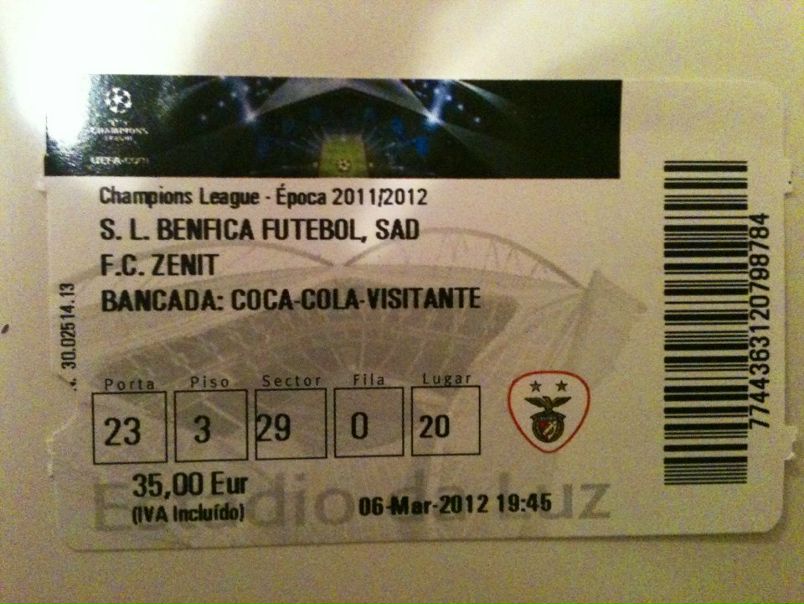 CHAMPIONS
LEAGUE
UEFA.com
Champions League - Época 2011/2012
S. L. BENFICA FUTEBOL, SAD
F.C. ZENIT
BANCADA: COCA-COLA-VISITANTE
30.02514.13
Porta Piso Sector Fila Lugar
23 3 29 0 20
35,00 Eur
(IVA Incluído)
06-Mar-2012 19:45
Estádio da Luz
7744363120798784